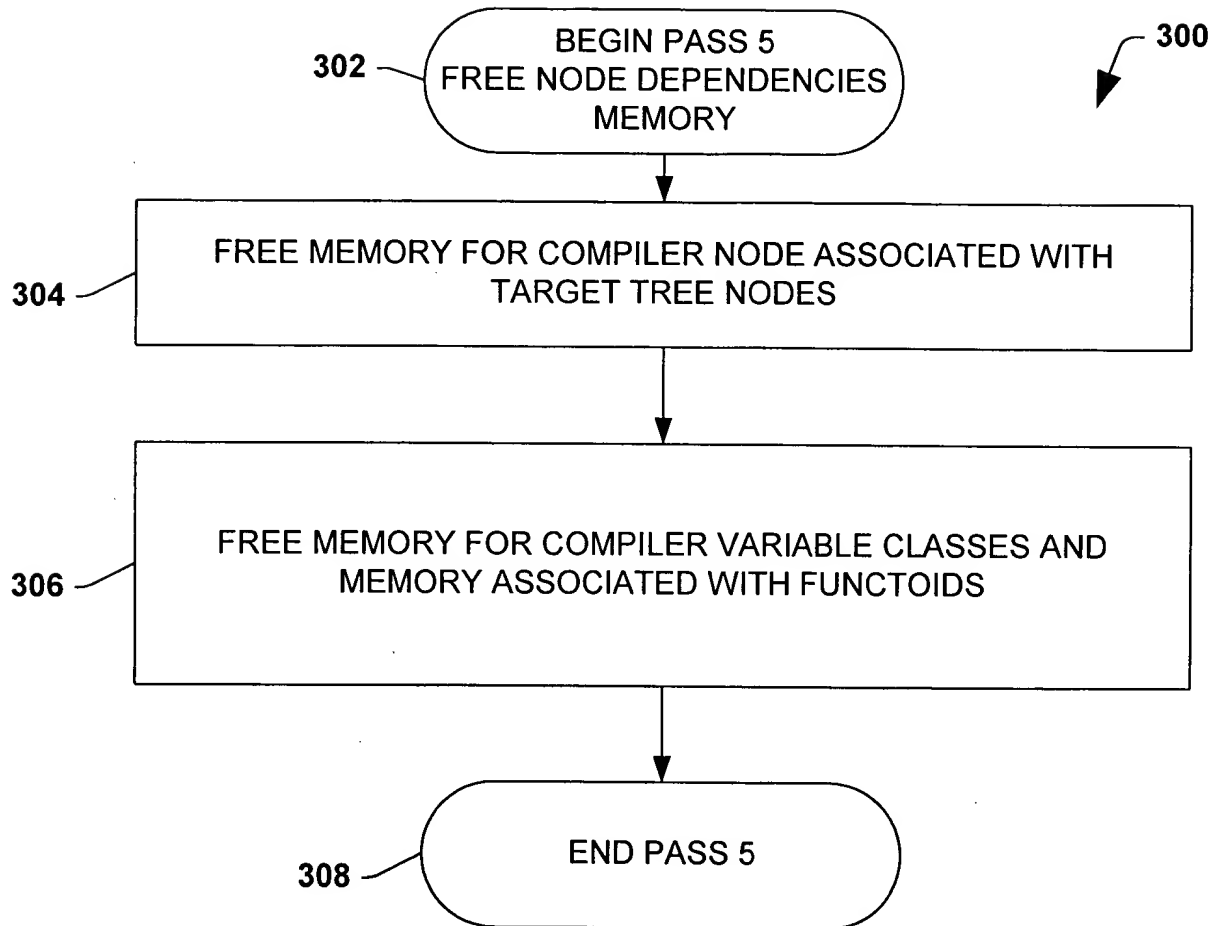 BEGIN PASS 5
FREE NODE DEPENDENCIES
MEMORY
302
300
FREE MEMORY FOR COMPILER NODE ASSOCIATED WITH
TARGET TREE NODES
304
FREE MEMORY FOR COMPILER VARIABLE CLASSES AND
MEMORY ASSOCIATED WITH FUNCTOIDS
306
END PASS 5
308